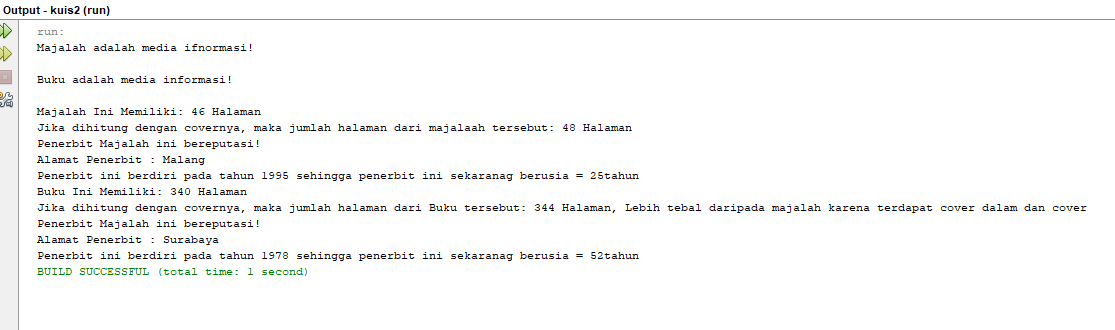 Output - kuis2 (run)
run:
Majalah adalah media ifnormasi!
Buku adalah media informasi!
Majalah Ini Memiliki: 46 Halaman
Jika dihitung dengan covernya, maka jumlah halaman dari majalaah tersebut: 48 Halaman
Penerbit Majalah ini bereputasi!
Alamat Penerbit : Malang
Penerbit ini berdiri pada tahun 1995 sehingga penerbit ini sekaranag berusia = 25tahun
Buku Ini Memiliki: 340 Halaman
Jika dihitung dengan covernya, maka jumlah halaman dari Buku tersebut: 344 Halaman, Lebih tebal daripada majalah karena terdapat cover dalam dan cover
Penerbit Majalah ini bereputasi!
Alamat Penerbit : Surabaya
Penerbit ini berdiri pada tahun 1978 sehingga penerbit ini sekaranag berusia = 52tahun
BUILD SUCCESSFUL (total time: 1 second)